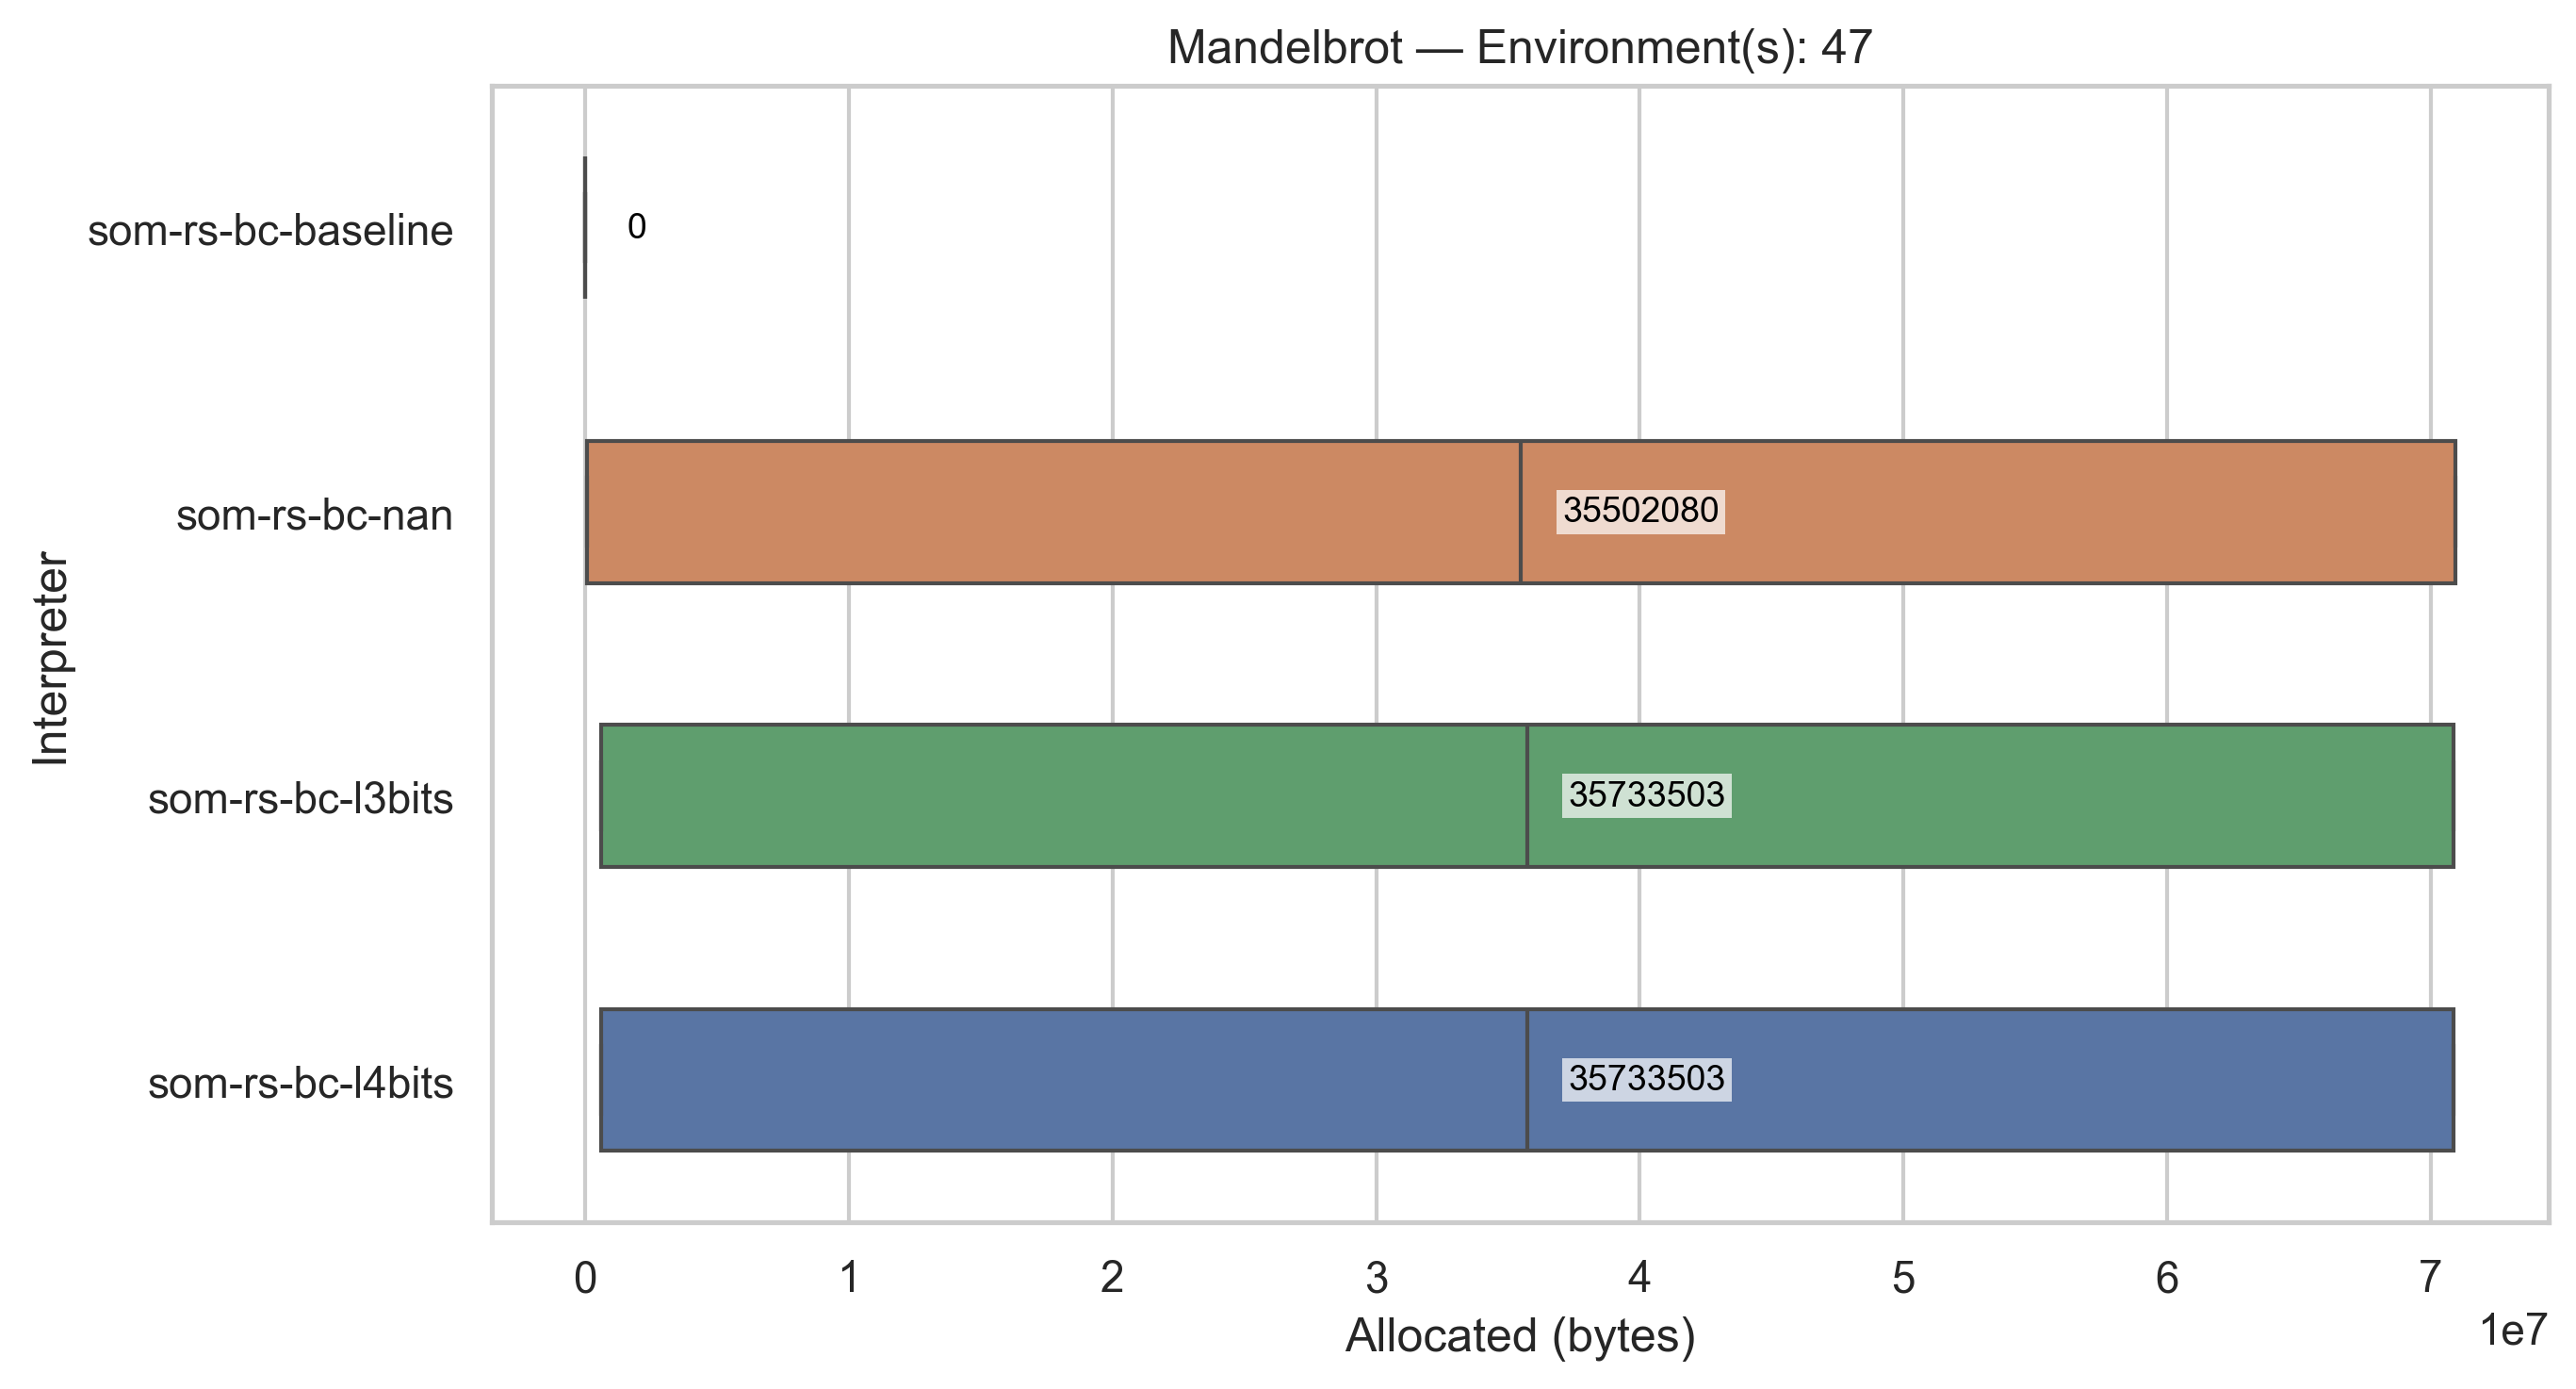 Mandelbrot — Environment(s): 47
Interpreter
som-rs-bc-baseline
0
som-rs-bc-nan
35502080
som-rs-bc-l3bits
35733503
som-rs-bc-l4bits
35733503
0 1 2 3 4 5 6 7
1e7
Allocated (bytes)